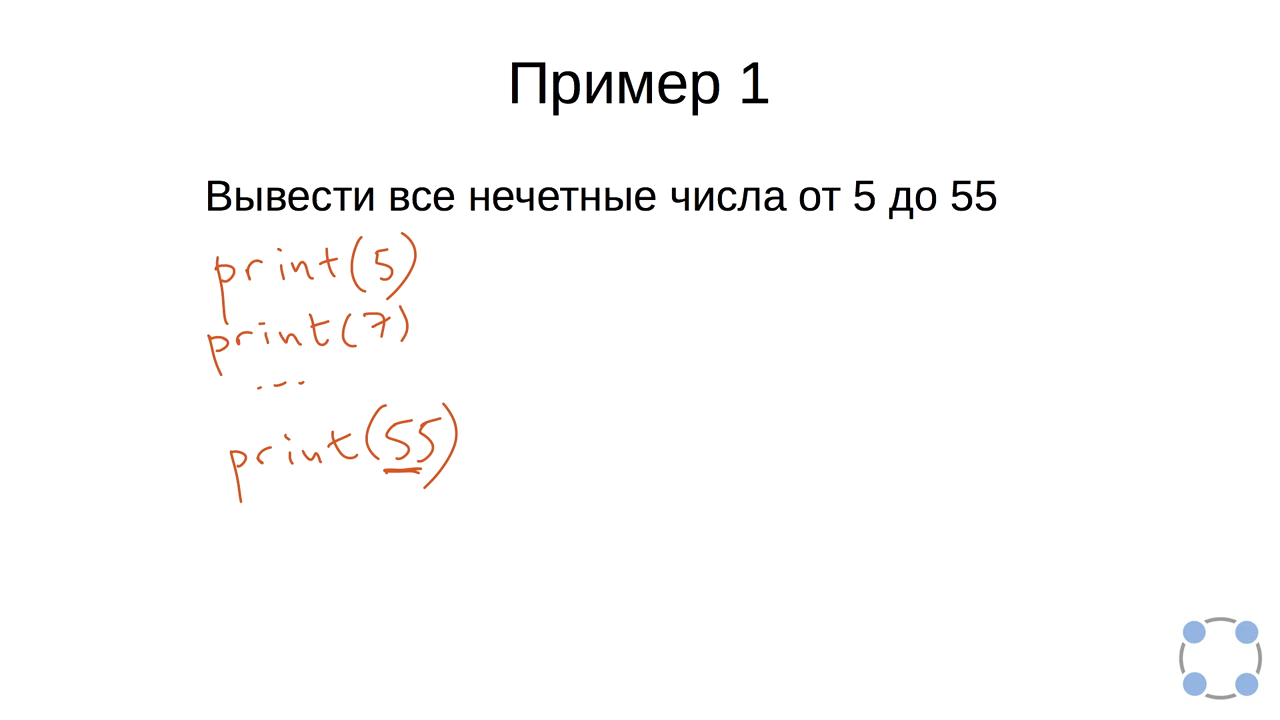 Пример 1
Вывести все нечетные числа от 5 до 55
print(5)
print(7)
...
print(55)